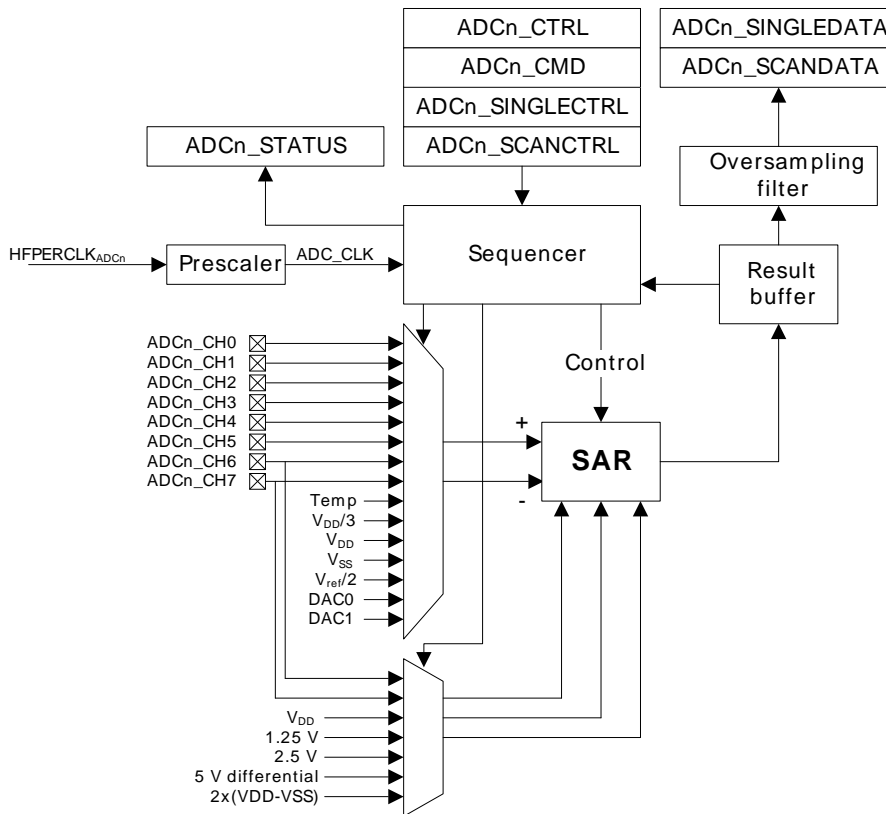 ADCn_CTRL
ADCn_CMD
ADCn_SINGLECTRL
ADCn_SCANCTRL
ADCn_SINGLEDATA
ADCn_SCANDATA
ADCn_STATUS
Oversampling
filter
HFPERCLKADCn
Prescaler
ADC_CLK
Sequencer
Result
buffer
ADCn_CH0
ADCn_CH1
ADCn_CH2
ADCn_CH3
ADCn_CH4
ADCn_CH5
ADCn_CH6
ADCn_CH7
Temp
VDD/3
VDD
VSS
Vref/2
DAC0
DAC1
Control
+
SAR
-
VDD
1.25 V
2.5 V
5 V differential
2x(VDD-VSS)